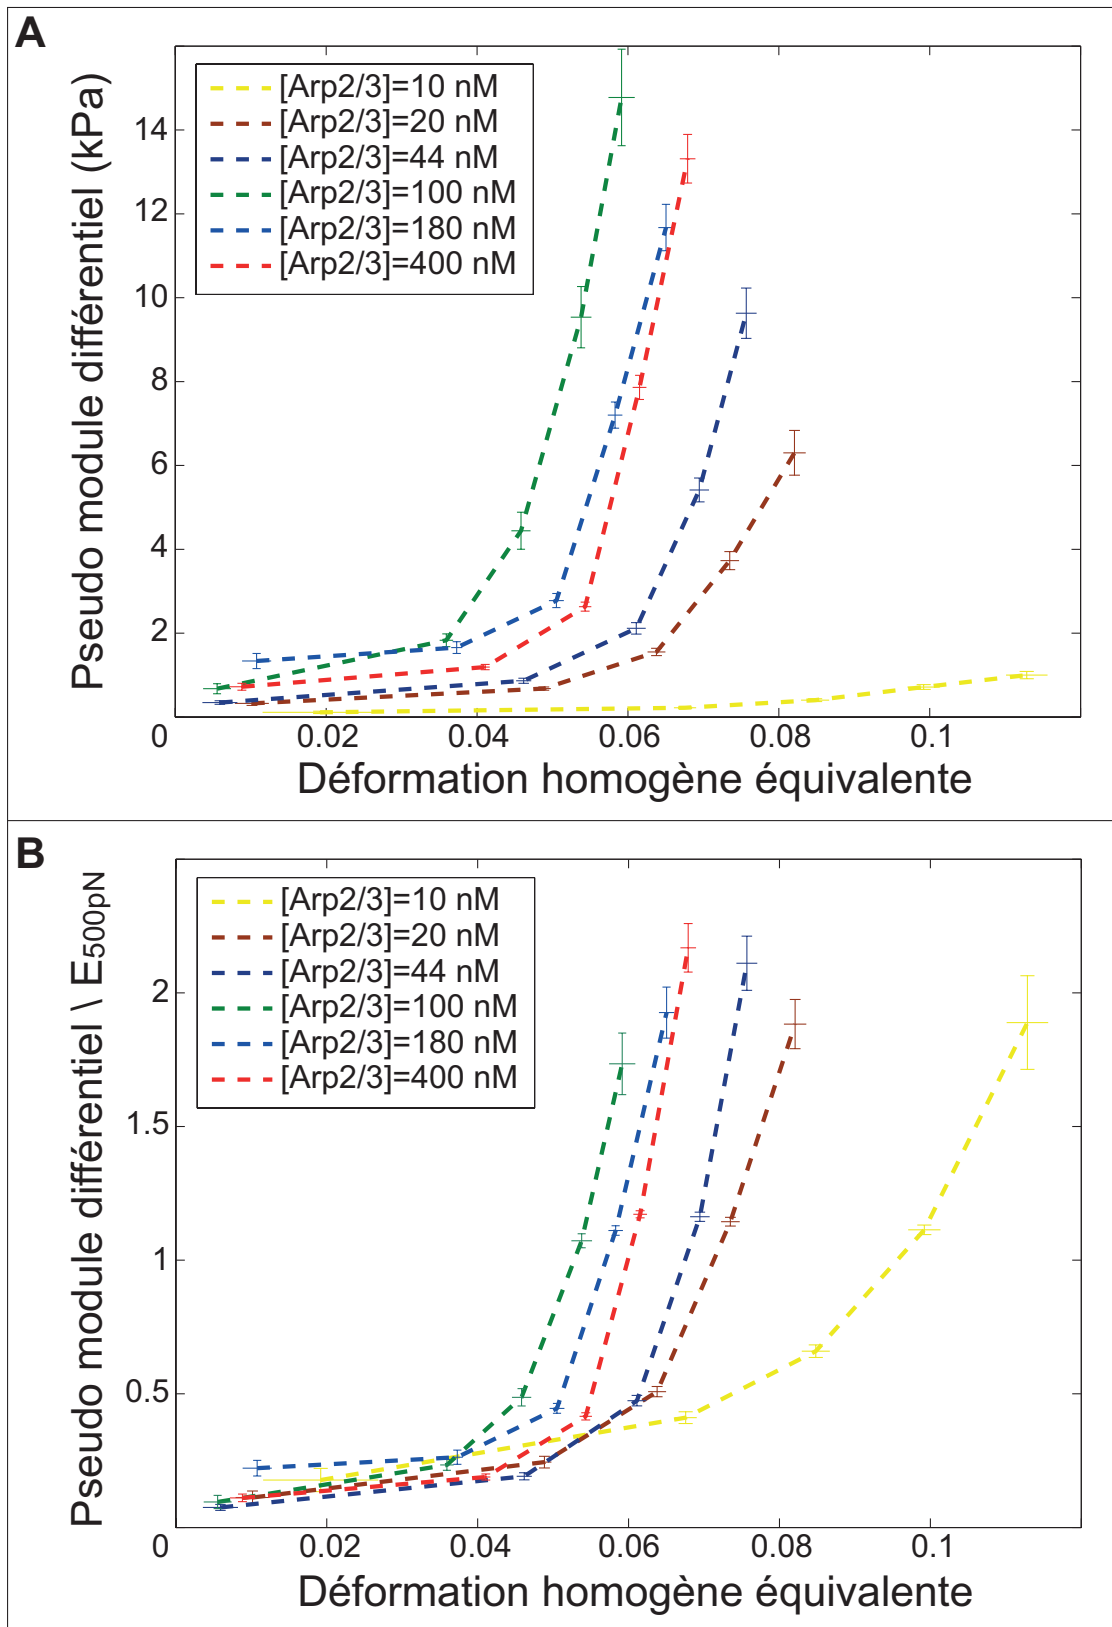 A
Pseudo module différentiel (kPa)
[Arp2/3]=10 nM
[Arp2/3]=20 nM
[Arp2/3]=44 nM
[Arp2/3]=100 nM
[Arp2/3]=180 nM
[Arp2/3]=400 nM
14
12
10
8
6
4
2
0
0.02
0.04
0.06
0.08
0.1
Déformation homogène équivalente
B
Pseudo module différentiel \ E500pN
[Arp2/3]=10 nM
[Arp2/3]=20 nM
[Arp2/3]=44 nM
[Arp2/3]=100 nM
[Arp2/3]=180 nM
[Arp2/3]=400 nM
2
1.5
1
0.5
0
0.02
0.04
0.06
0.08
0.1
Déformation homogène équivalente